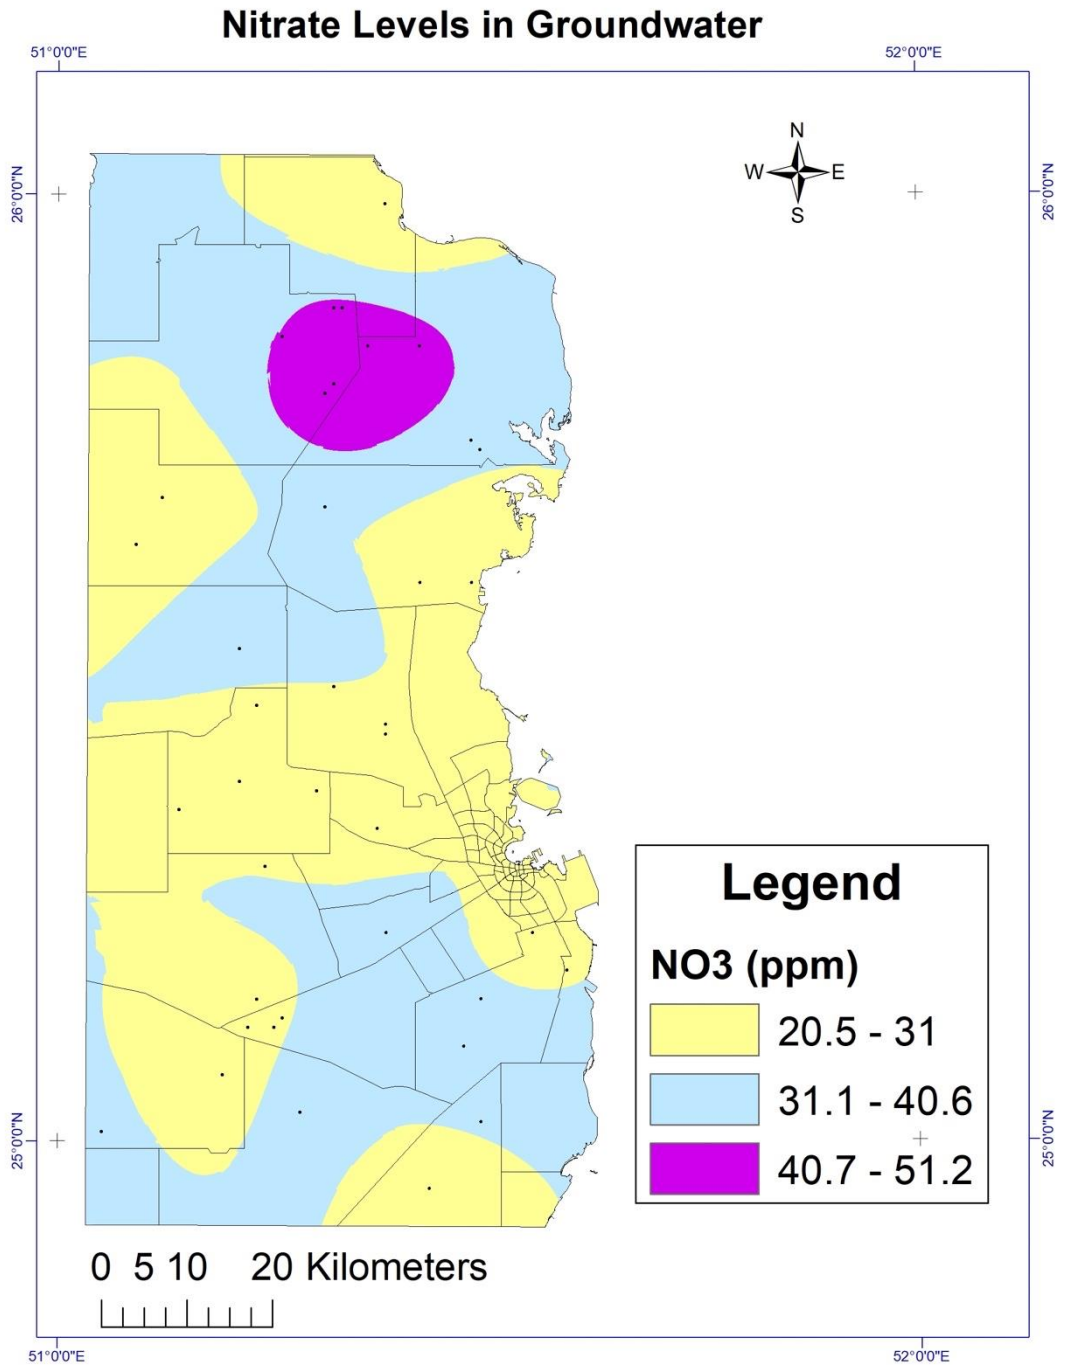 Nitrate Levels in Groundwater
51°0'0"E
52°0'0"E
N
W E
S
26°0'0"N
26°0'0"N
Legend
NO3 (ppm)
20.5 - 31
31.1 - 40.6
40.7 - 51.2
25°0'0"N
25°0'0"N
0 5 10 20 Kilometers
51°0'0"E
52°0'0"E